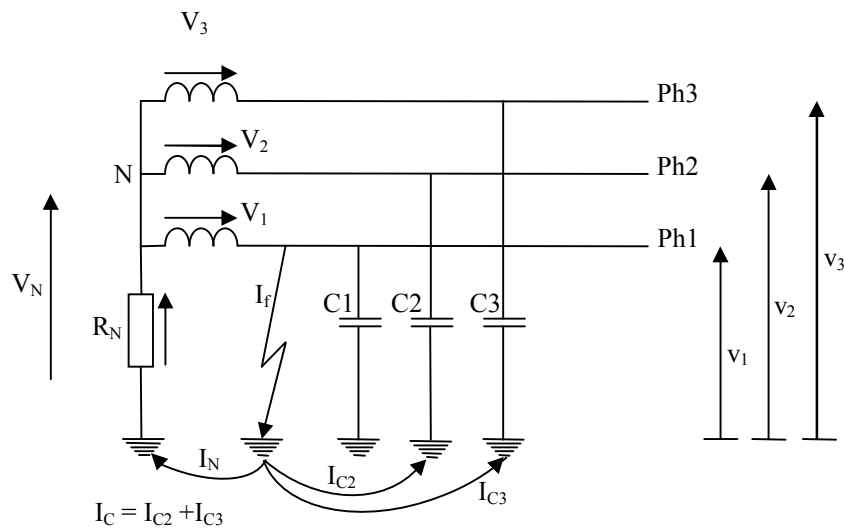 V3
Ph3
V2
N
Ph2
V1
Ph1
VN
If
C1
C2
C3
RN
v1
v2
v3
IN
IC2
IC3
IC = IC2 +IC3